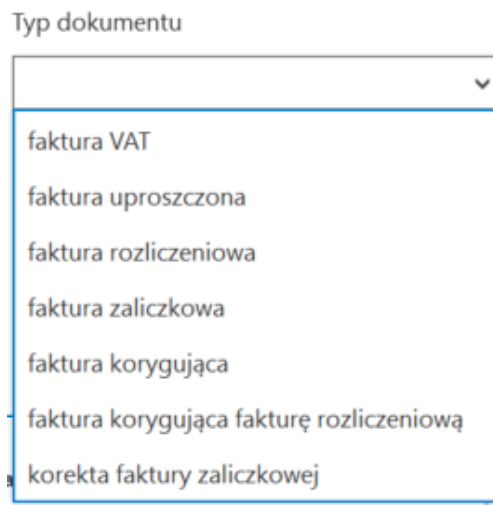 Typ dokumentu
faktura VAT
faktura uproszczona
faktura rozliczeniowa
faktura zaliczkowa
faktura korygująca
faktura korygująca fakturę rozliczeniową
korekta faktury zaliczkowej